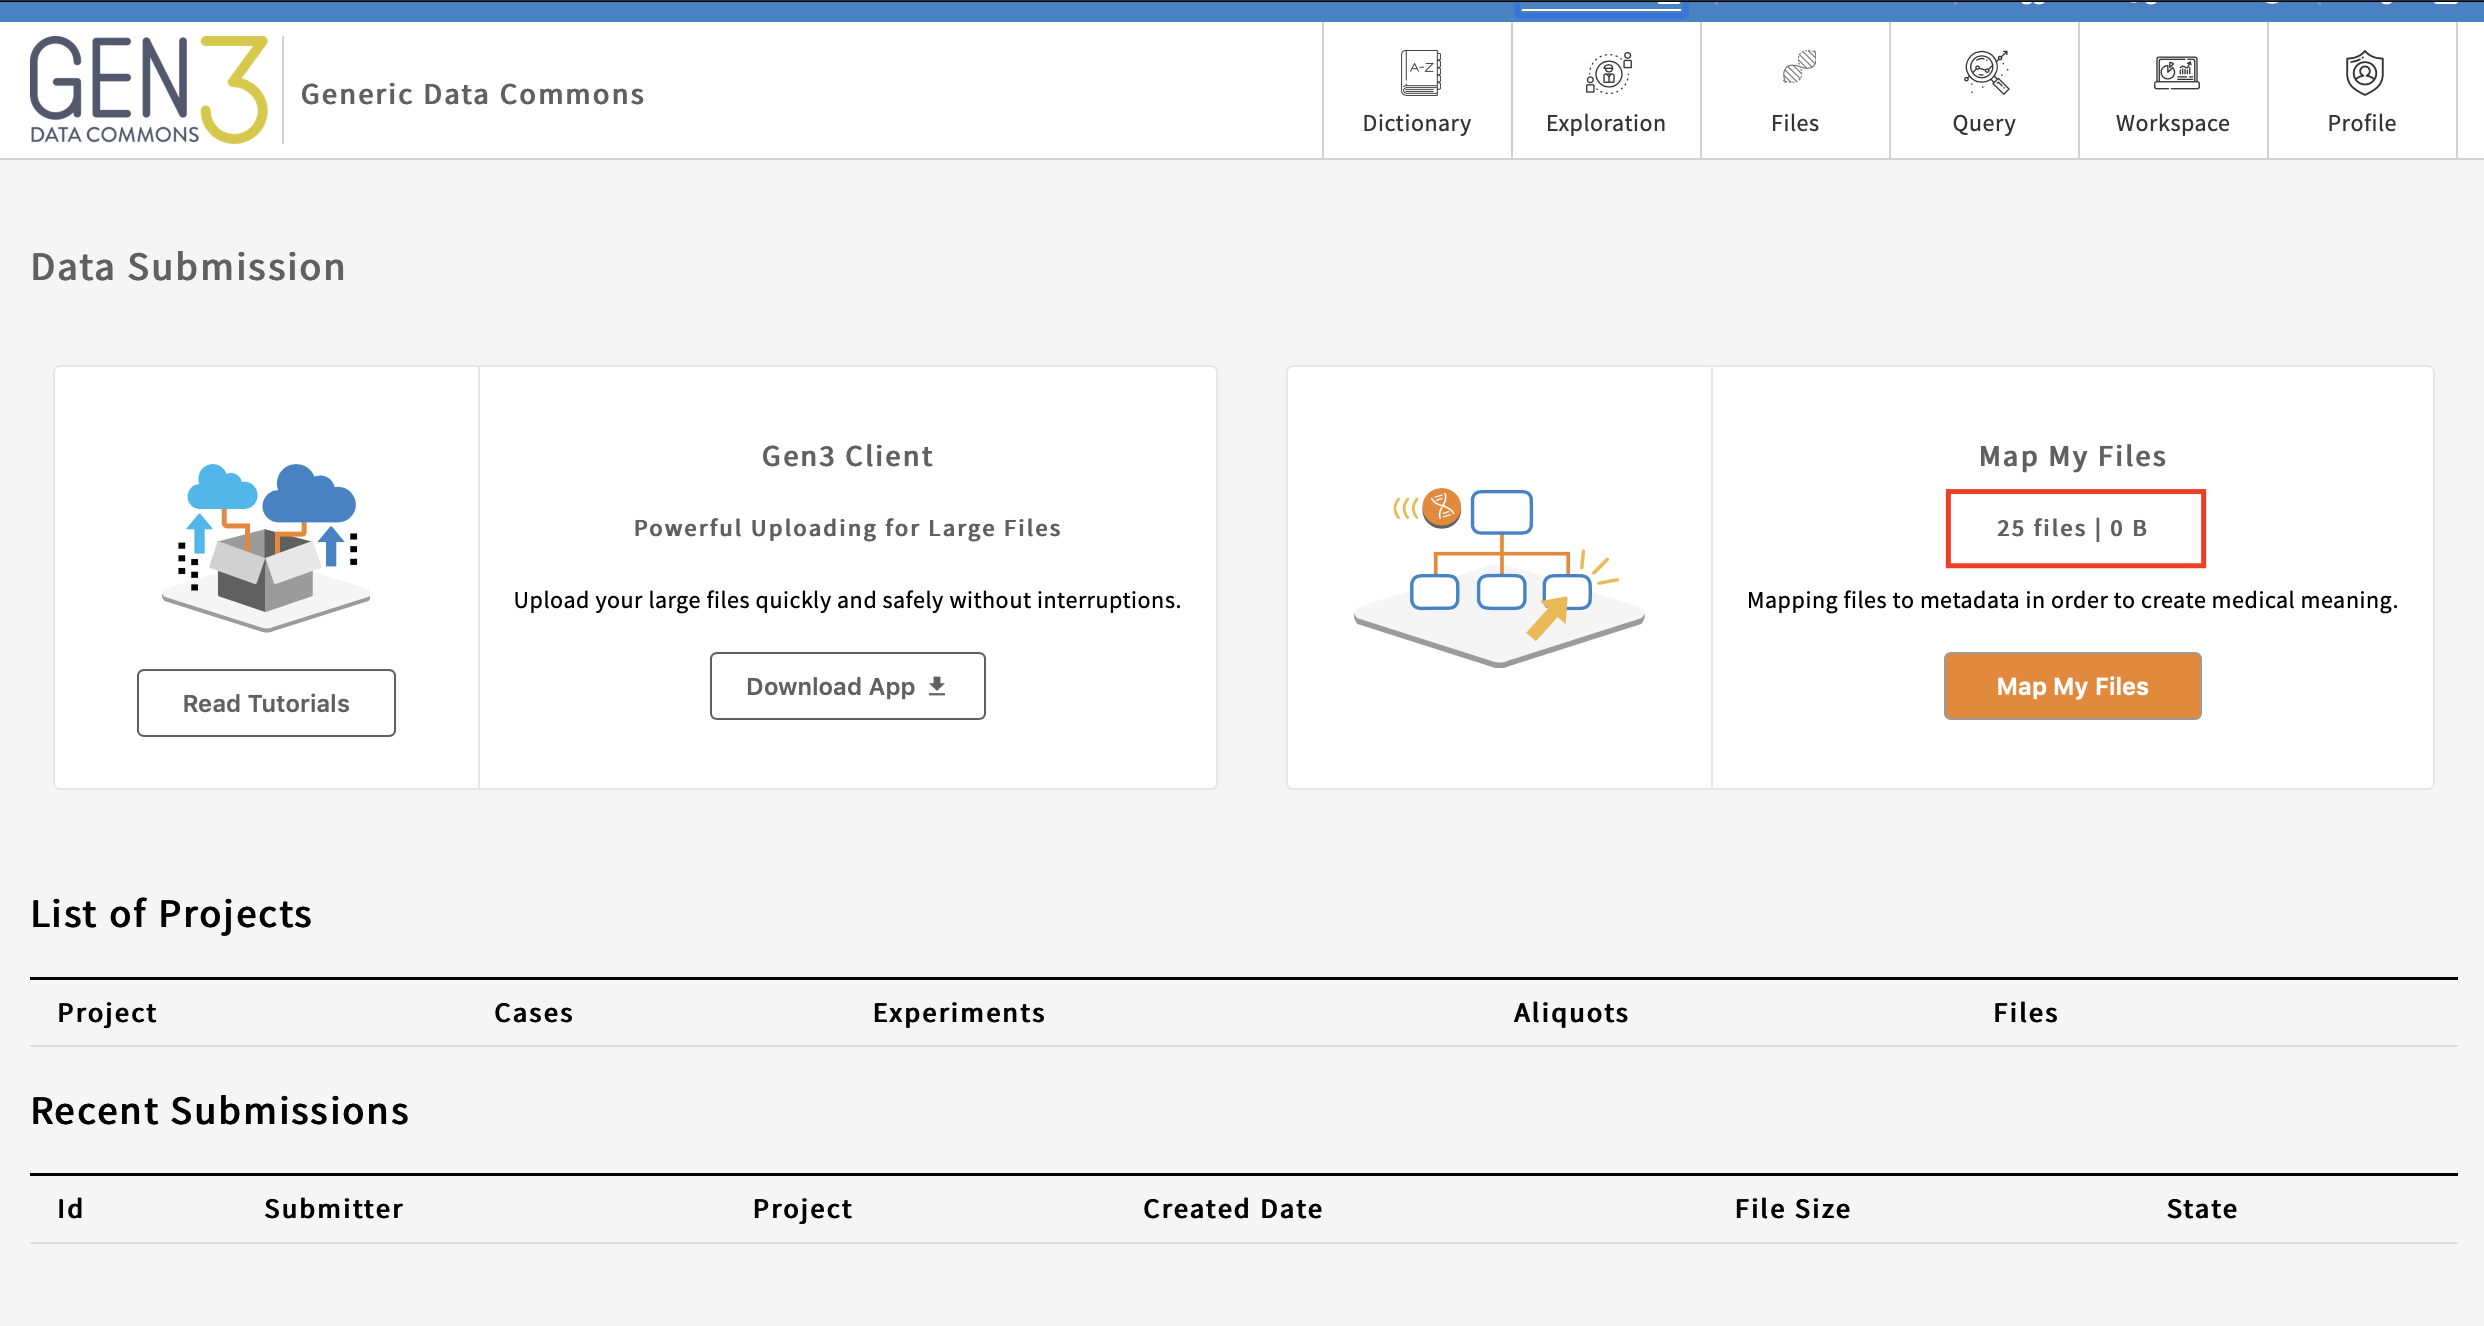 GEN3
DATA COMMONS
Generic Data Commons
A-Z
Dictionary
Exploration
Files
Query
Workspace
Profile
Data Submission
Gen3 Client
Powerful Uploading for Large Files
Upload your large files quickly and safely without interruptions.
Read Tutorials
Download App
Map My Files
25 files | 0 B
Mapping files to metadata in order to create medical meaning.
Map My Files
List of Projects
Project Cases Experiments Aliquots Files
Recent Submissions
Id Submitter Project Created Date File Size State